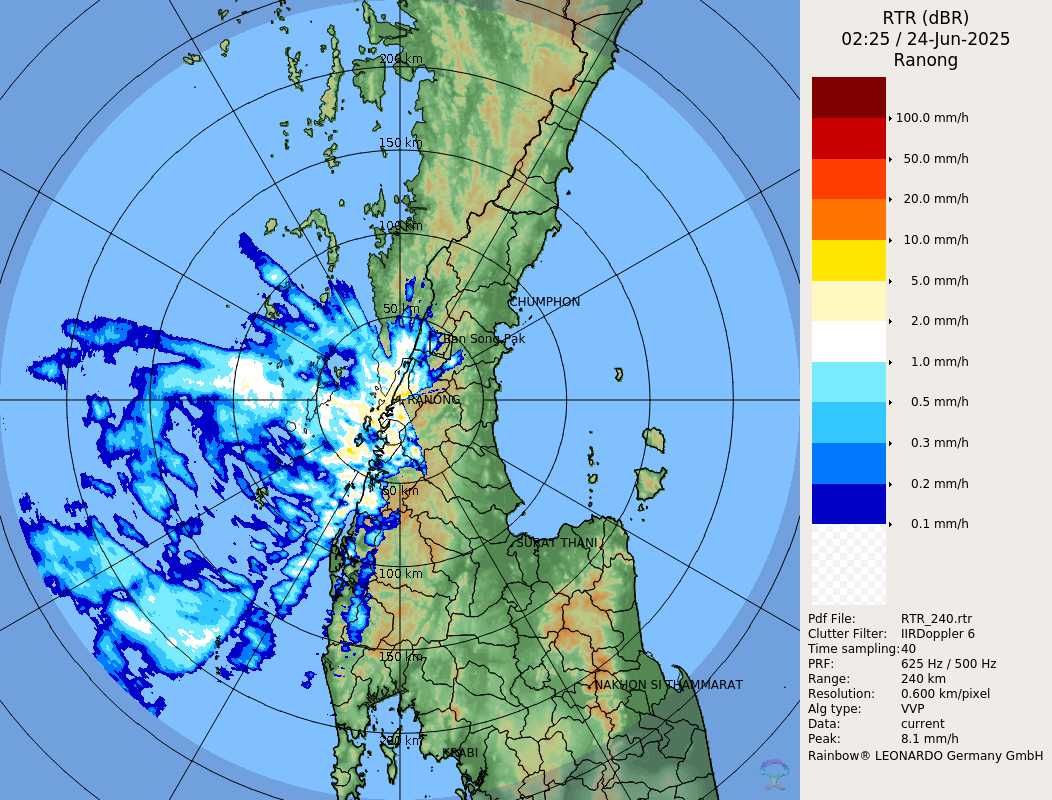 200 km
150 km
100 km
50 km
CHUMPHON
Ban Song Pak
RANONG
50 km
SURAT THANI
100 km
150 km
NAKHON SI THAMMARAT
200 km
KRABI
RTR (dBR)
02:25 / 24-Jun-2025
Ranong
100.0 mm/h
50.0 mm/h
20.0 mm/h
10.0 mm/h
5.0 mm/h
2.0 mm/h
1.0 mm/h
0.5 mm/h
0.3 mm/h
0.2 mm/h
0.1 mm/h
Pdf File: RTR_240.rtr
Clutter Filter: IIRDoppler 6
Time sampling:40
PRF: 625 Hz / 500 Hz
Range: 240 km
Resolution: 0.600 km/pixel
Alg type: VVP
Data: current
Peak: 8.1 mm/h
Rainbow® LEONARDO Germany GmbH